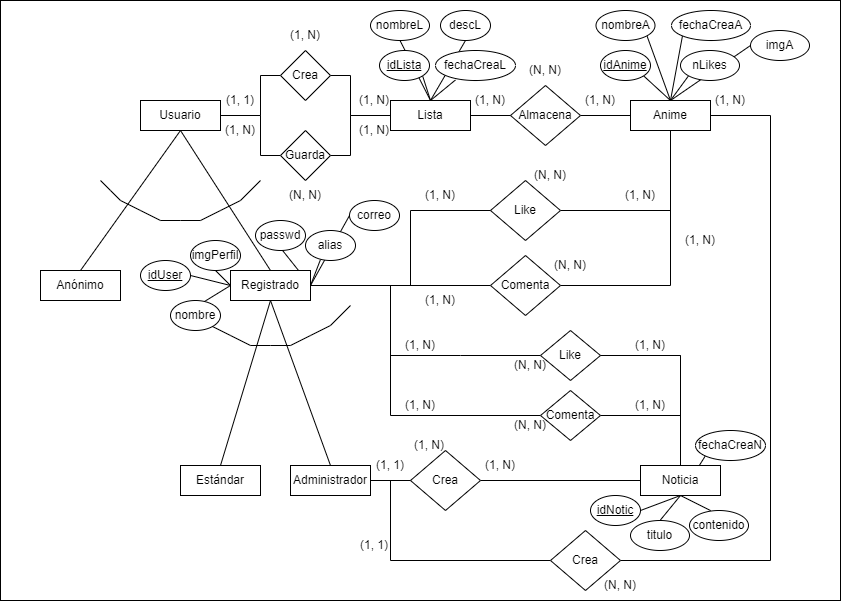 nombreL
descL
nombreA
fechaCreaA
(1, N)
imgA
idLista
fechaCreaL
idAnime
nLikes
(N, N)
Crea
(1, 1)
(1, N)
(1, N)
(1, N)
(1, N)
Usuario
Lista
Almacena
Anime
(1, N)
(1, N)
Guarda
(N, N)
(N, N)
(1, N)
(1, N)
correo
Like
passwd
alias
(1, N)
imgPerfil
(N, N)
idUser
Anónimo
Registrado
Comenta
(1, N)
nombre
(1, N)
(1, N)
Like
(N, N)
(1, N)
(1, N)
Comenta
(N, N)
(1, N)
fechaCreaN
(1, 1)
(1, N)
Estándar
Administrador
Crea
Noticia
idNotic
contenido
titulo
(1, 1)
Crea
(N, N)